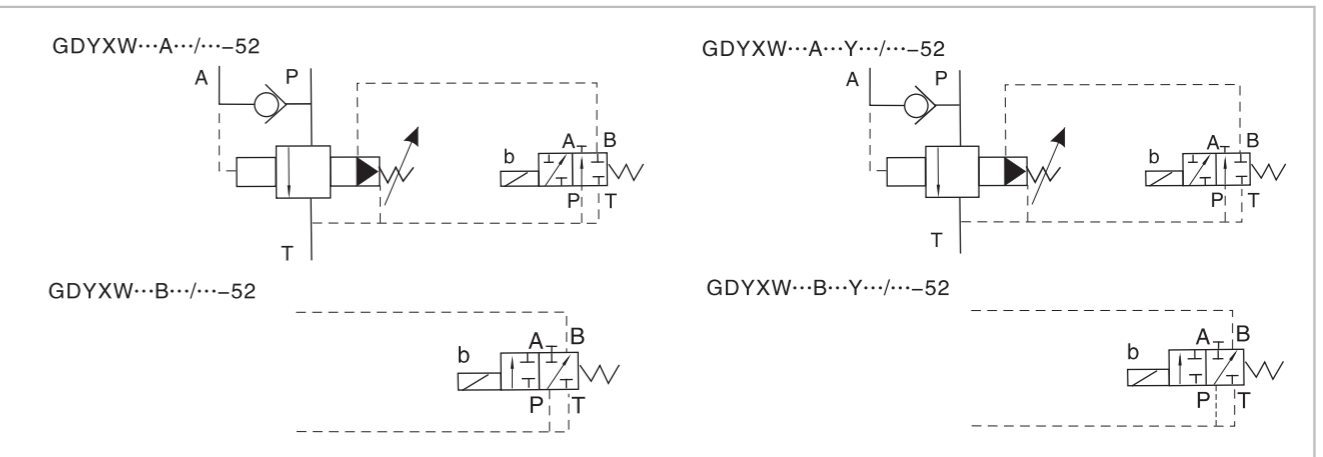 GDYXW···A···/···–52
A P
b A B
P T
T
GDYXW···A···Y···/···–52
A P
b A B
P T
T
GDYXW···B···/···–52
b A B
P T
GDYXW···B···Y···/···–52
b A B
P T